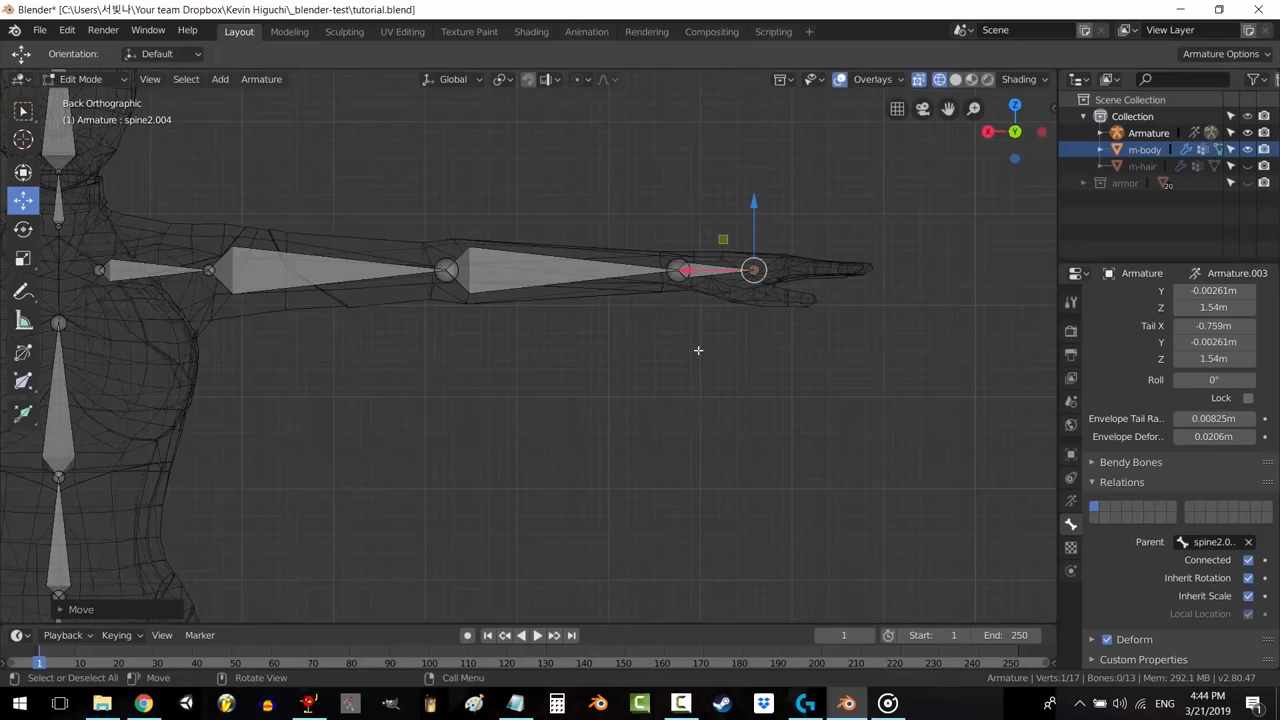 Blender* [C:\Users\서빛나\Your team Dropbox\Kevin Higuchi\_blender-test\tutorial.blend]
File Edit Render Window Help Layout Modeling Sculpting UV Editing Texture Paint Shading Animation Rendering Compositing Scripting + Scene View Layer
Orientation: Default Armature Options
Edit Mode View Select Add Armature Global Overlays Shading
Back Orthographic
(1) Armature : spine2.004
Z
X Y
Scene Collection
Collection
Armature
m-body
m-hair
armor 20
Armature Armature.003
Y -0.00261m
Z 1.54m
Tail X -0.759m
Y -0.00261m
Z 1.54m
Roll 0°
Lock
Envelope Tail Ra.. 0.00825m
Envelope Defor.. 0.0206m
Bendy Bones
Relations
Parent spine2.0..
Connected
Inherit Rotation
Inherit Scale
Local Location
Deform
Custom Properties
Move
Playback Keying View Marker 1 Start: 1 End: 250
1 10 20 30 40 50 60 70 80 90 100 110 120 130 140 150 160 170 180 190 200 210 220 230 240 250
Select or Deselect All Move Rotate View Call Menu Armature | Verts:1/17 | Bones:0/13 | Mem: 292.1 MB | v2.80.47
ENG 4:44 PM
3/21/2019